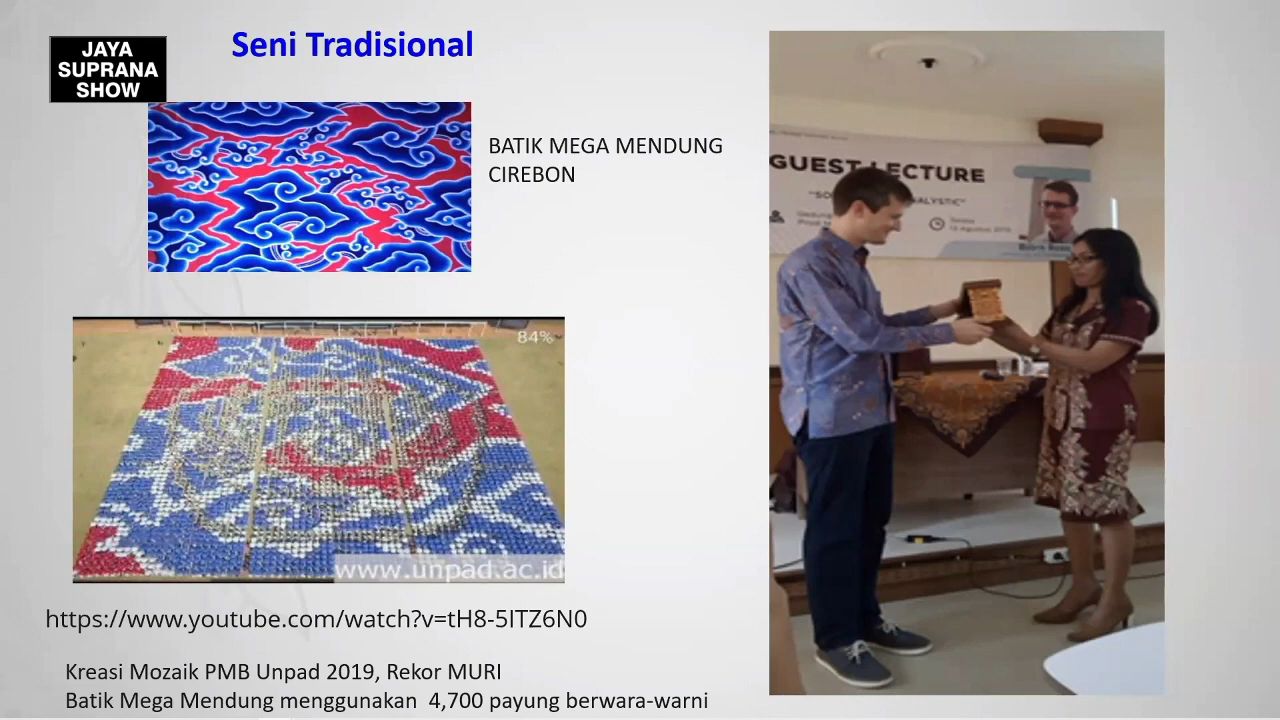 JAYA
SUPRANA
SHOW
Seni Tradisional
BATIK MEGA MENDUNG
CIREBON
84%
www.unpad.ac.id
https://www.youtube.com/watch?v=tH8-5ITZ6N0
Kreasi Mozaik PMB Unpad 2019, Rekor MURI
Batik Mega Mendung menggunakan 4,700 payung berwara-warni
GUEST LECTURE
Selasa